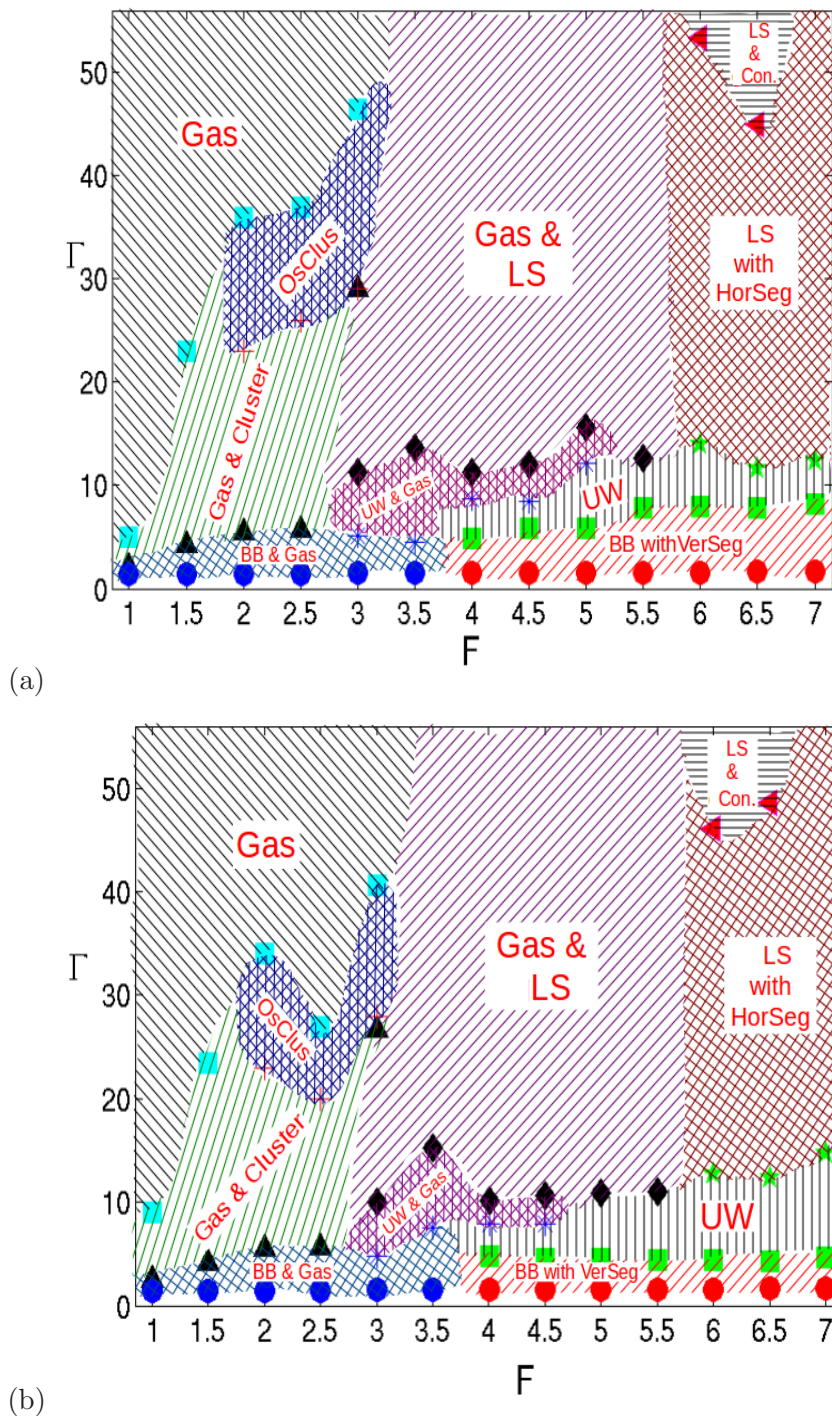 50
40
30
20
10
0
Γ
Gas
OsClus
Gas & Cluster
Gas &
LS
LS
&
Con.
LS
with
HorSeg
UW & Gas
UW
BB & Gas
BB withVerSeg
1 1.5 2 2.5 3 3.5 4 4.5 5 5.5 6 6.5 7
F
(a)
50
40
30
20
10
0
Γ
Gas
OsClus
Gas & Cluster
Gas &
LS
LS
&
Con.
LS
with
HorSeg
UW & Gas
UW
BB & Gas
BB with VerSeg
1 1.5 2 2.5 3 3.5 4 4.5 5 5.5 6 6.5 7
F
(b)